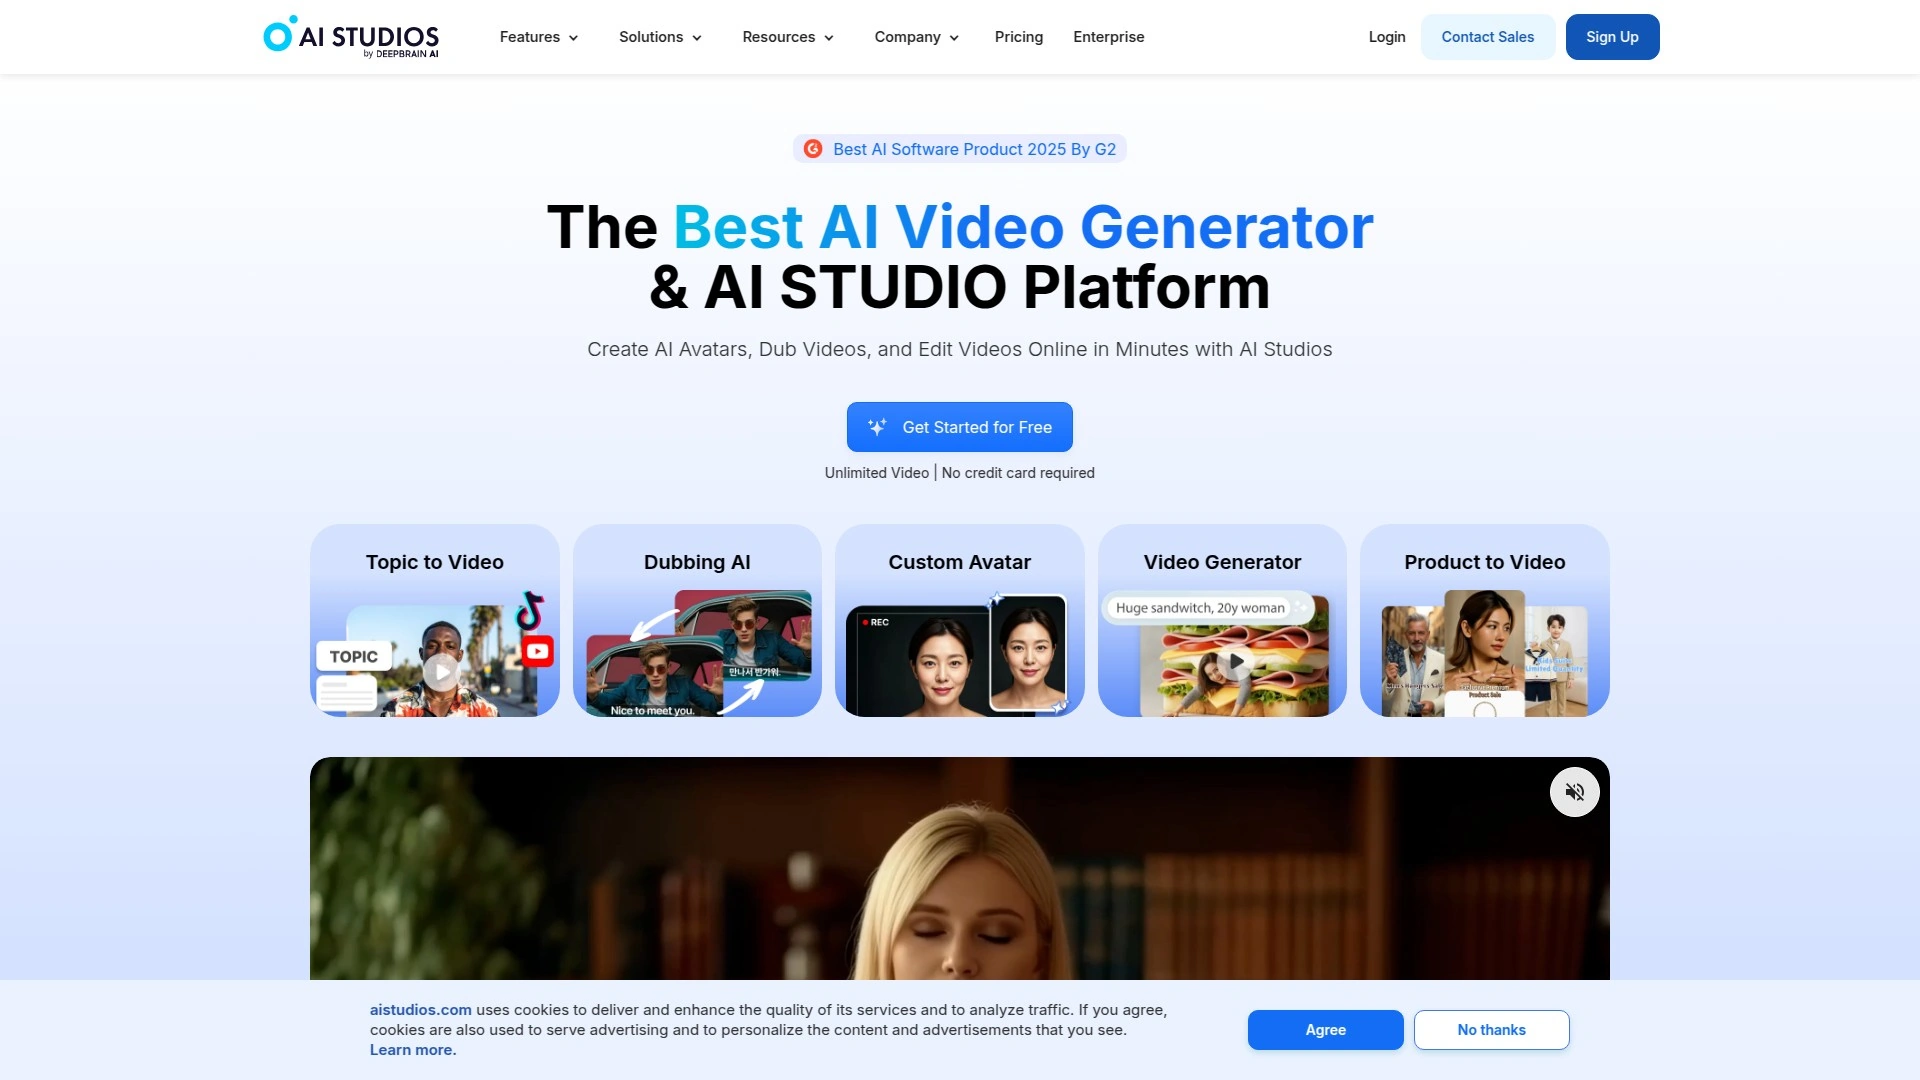 AI STUDIOS
by DEEPBRAIN AI
Features
Solutions
Resources
Company
Pricing
Enterprise
Login
Contact Sales
Sign Up
Best AI Software Product 2025 By G2
The Best AI Video Generator
& AI STUDIO Platform
Create AI Avatars, Dub Videos, and Edit Videos Online in Minutes with AI Studios
Get Started for Free
Unlimited Video | No credit card required
Topic to Video
TOPIC
Dubbing AI
만나서 반가워.
Nice to meet you.
Custom Avatar
REC
Video Generator
Huge sandwitch, 20y woman
Product to Video
Product Sale
aistudios.com uses cookies to deliver and enhance the quality of its services and to analyze traffic. If you agree,
cookies are also used to serve advertising and to personalize the content and advertisements that you see.
Learn more.
Agree
No thanks